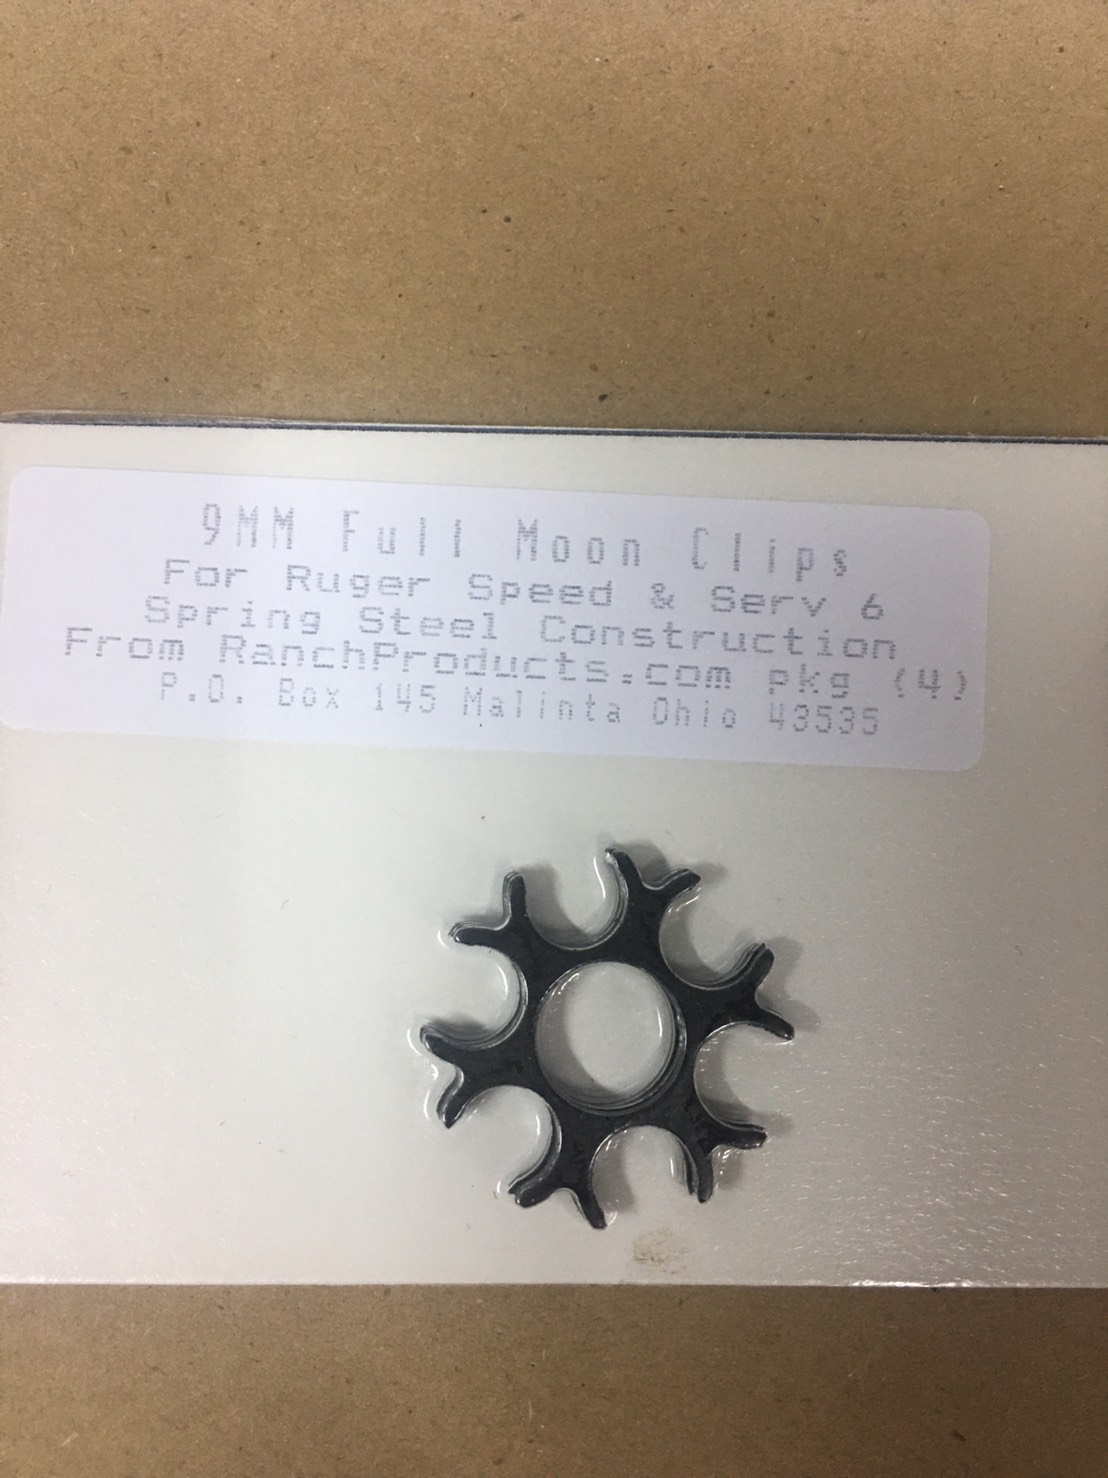 9MM Full Moon Clips
For Ruger Speed & Serv 6
Spring Steel Construction
From RanchProducts.com pkg (4)
P.O. Box 145 Malinta Ohio 43535